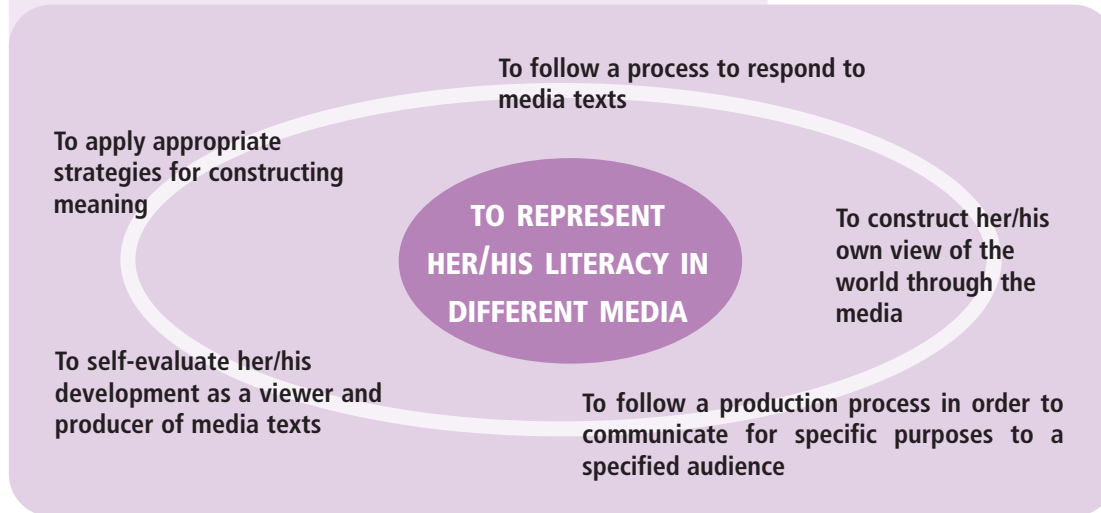 To follow a process to respond to
media texts
To apply appropriate
strategies for constructing
meaning
TO REPRESENT
HER/HIS LITERACY IN
DIFFERENT MEDIA
To construct her/his
own view of the
world through the
media
To self-evaluate her/his
development as a viewer and
producer of media texts
To follow a production process in order to
communicate for specific purposes to a
specified audience